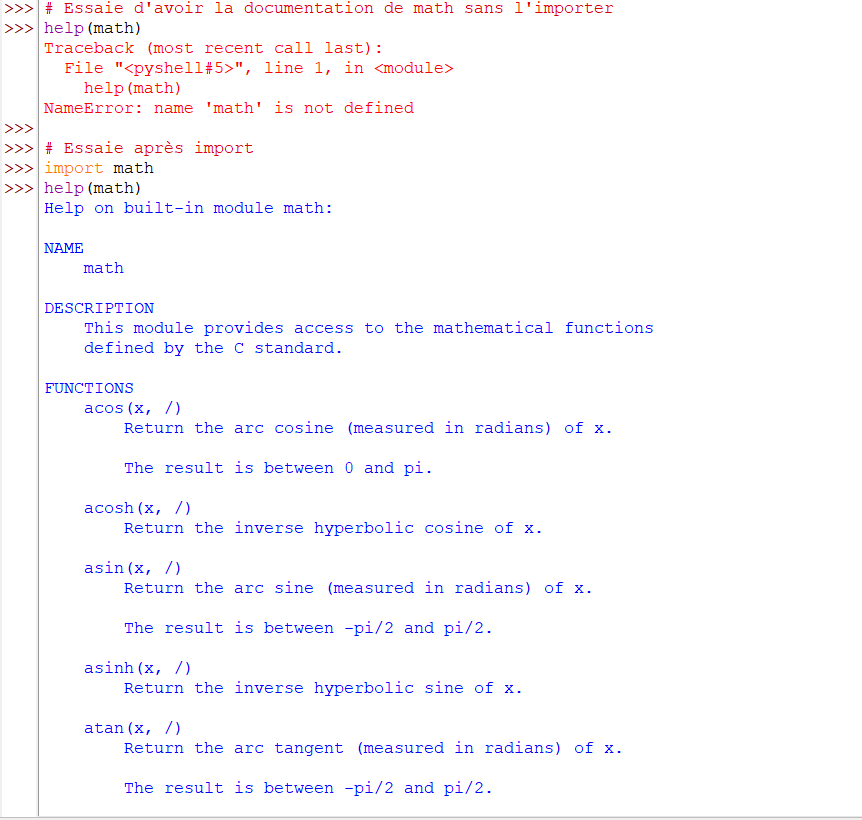 >>> # Essaie d'avoir la documentation de math sans l'importer
>>> help(math)
Traceback (most recent call last):
  File "<pyshell#5>", line 1, in <module>
    help(math)
NameError: name 'math' is not defined
>>>
>>> # Essaie après import
>>> import math
>>> help(math)
Help on built-in module math:

NAME
    math

DESCRIPTION
    This module provides access to the mathematical functions
    defined by the C standard.

FUNCTIONS
    acos(x, /)
        Return the arc cosine (measured in radians) of x.

        The result is between 0 and pi.

    acosh(x, /)
        Return the inverse hyperbolic cosine of x.

    asin(x, /)
        Return the arc sine (measured in radians) of x.

        The result is between -pi/2 and pi/2.

    asinh(x, /)
        Return the inverse hyperbolic sine of x.

    atan(x, /)
        Return the arc tangent (measured in radians) of x.

        The result is between -pi/2 and pi/2.